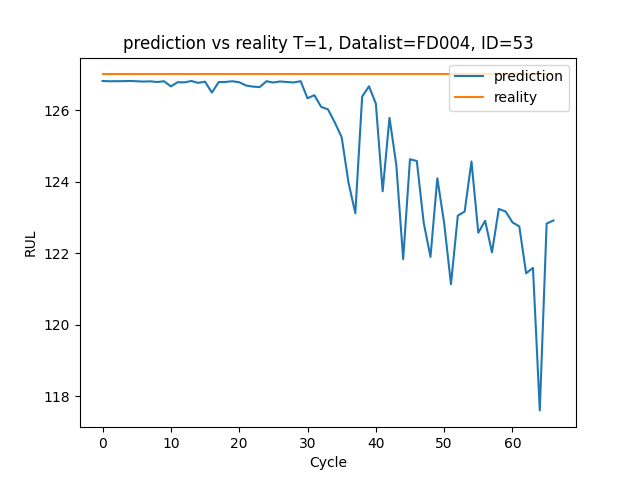 prediction vs reality T=1, Datalist=FD004, ID=53
prediction
reality
126
124
122
120
118
RUL
0 10 20 30 40 50 60
Cycle